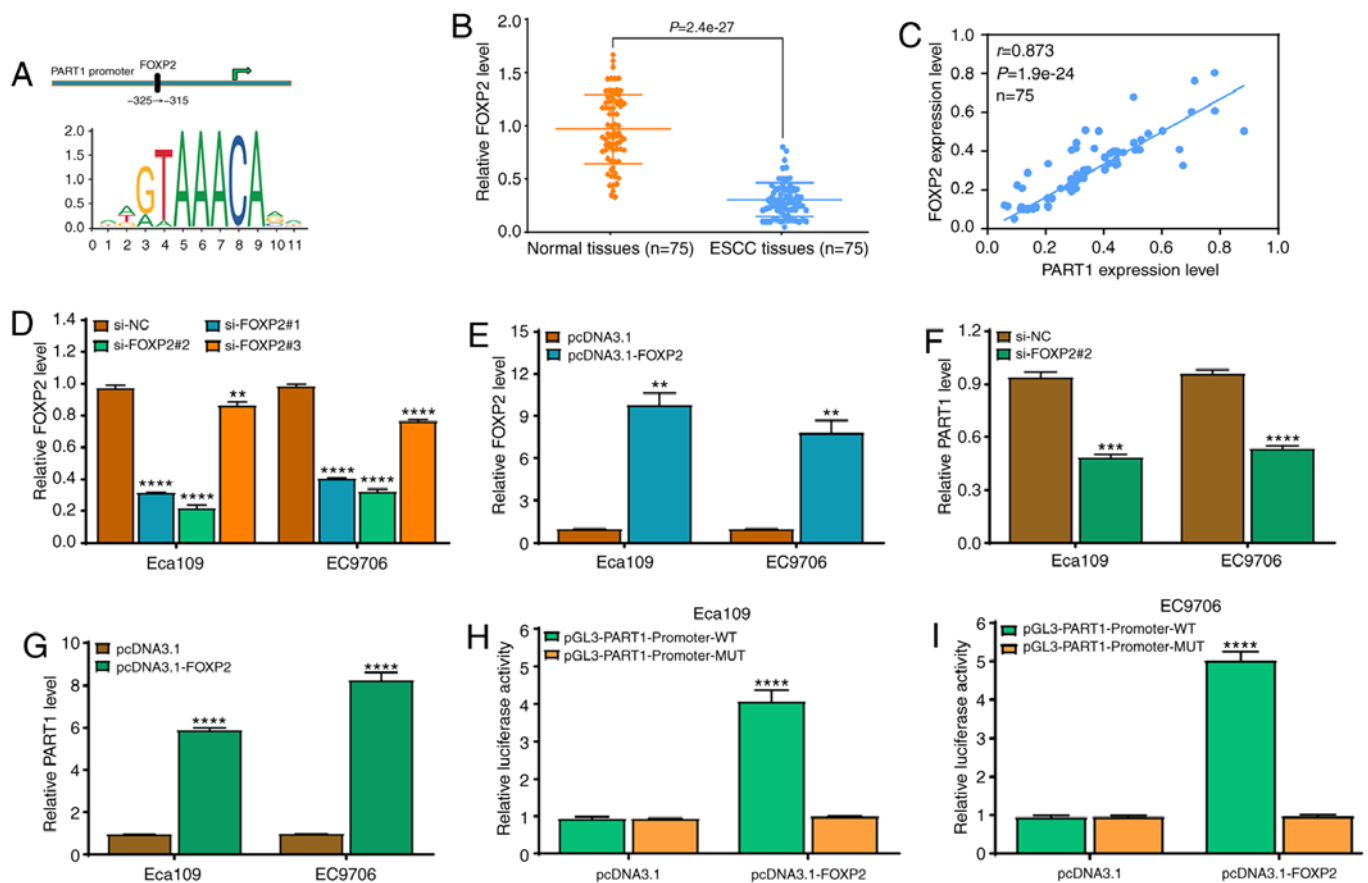 A
PART1 promoter
FOXP2
−325→−315
2.0
1.5
1.0
0.5
0.0
GTAAACA
0 1 2 3 4 5 6 7 8 9 10 11
B
P=2.4e-27
Relative FOXP2 level
2.0
1.5
1.0
0.5
0.0
Normal tissues (n=75)
ESCC tissues (n=75)
C
r=0.873
P=1.9e-24
n=75
FOXP2 expression level
1.0
0.8
0.6
0.4
0.2
0.0
0.0 0.2 0.4 0.6 0.8 1.0
PART1 expression level
D
si-NC
si-FOXP2#1
si-FOXP2#2
si-FOXP2#3
Relative FOXP2 level
1.4
1.2
1.0
0.8
0.6
0.4
0.2
0.0
**** **** **
**** **** ****
Eca109
EC9706
E
pcDNA3.1
pcDNA3.1-FOXP2
Relative FOXP2 level
15
12
9
6
3
0
**
**
Eca109
EC9706
F
si-NC
si-FOXP2#2
Relative PART1 level
1.2
0.9
0.6
0.3
0.0
***
****
Eca109
EC9706
G
pcDNA3.1
pcDNA3.1-FOXP2
Relative PART1 level
10
8
6
4
2
0
****
****
Eca109
EC9706
H
Eca109
pGL3-PART1-Promoter-WT
pGL3-PART1-Promoter-MUT
Relative luciferase activity
6
5
4
3
2
1
0
****
pcDNA3.1
pcDNA3.1-FOXP2
I
EC9706
pGL3-PART1-Promoter-WT
pGL3-PART1-Promoter-MUT
Relative luciferase activity
6
5
4
3
2
1
0
****
pcDNA3.1
pcDNA3.1-FOXP2